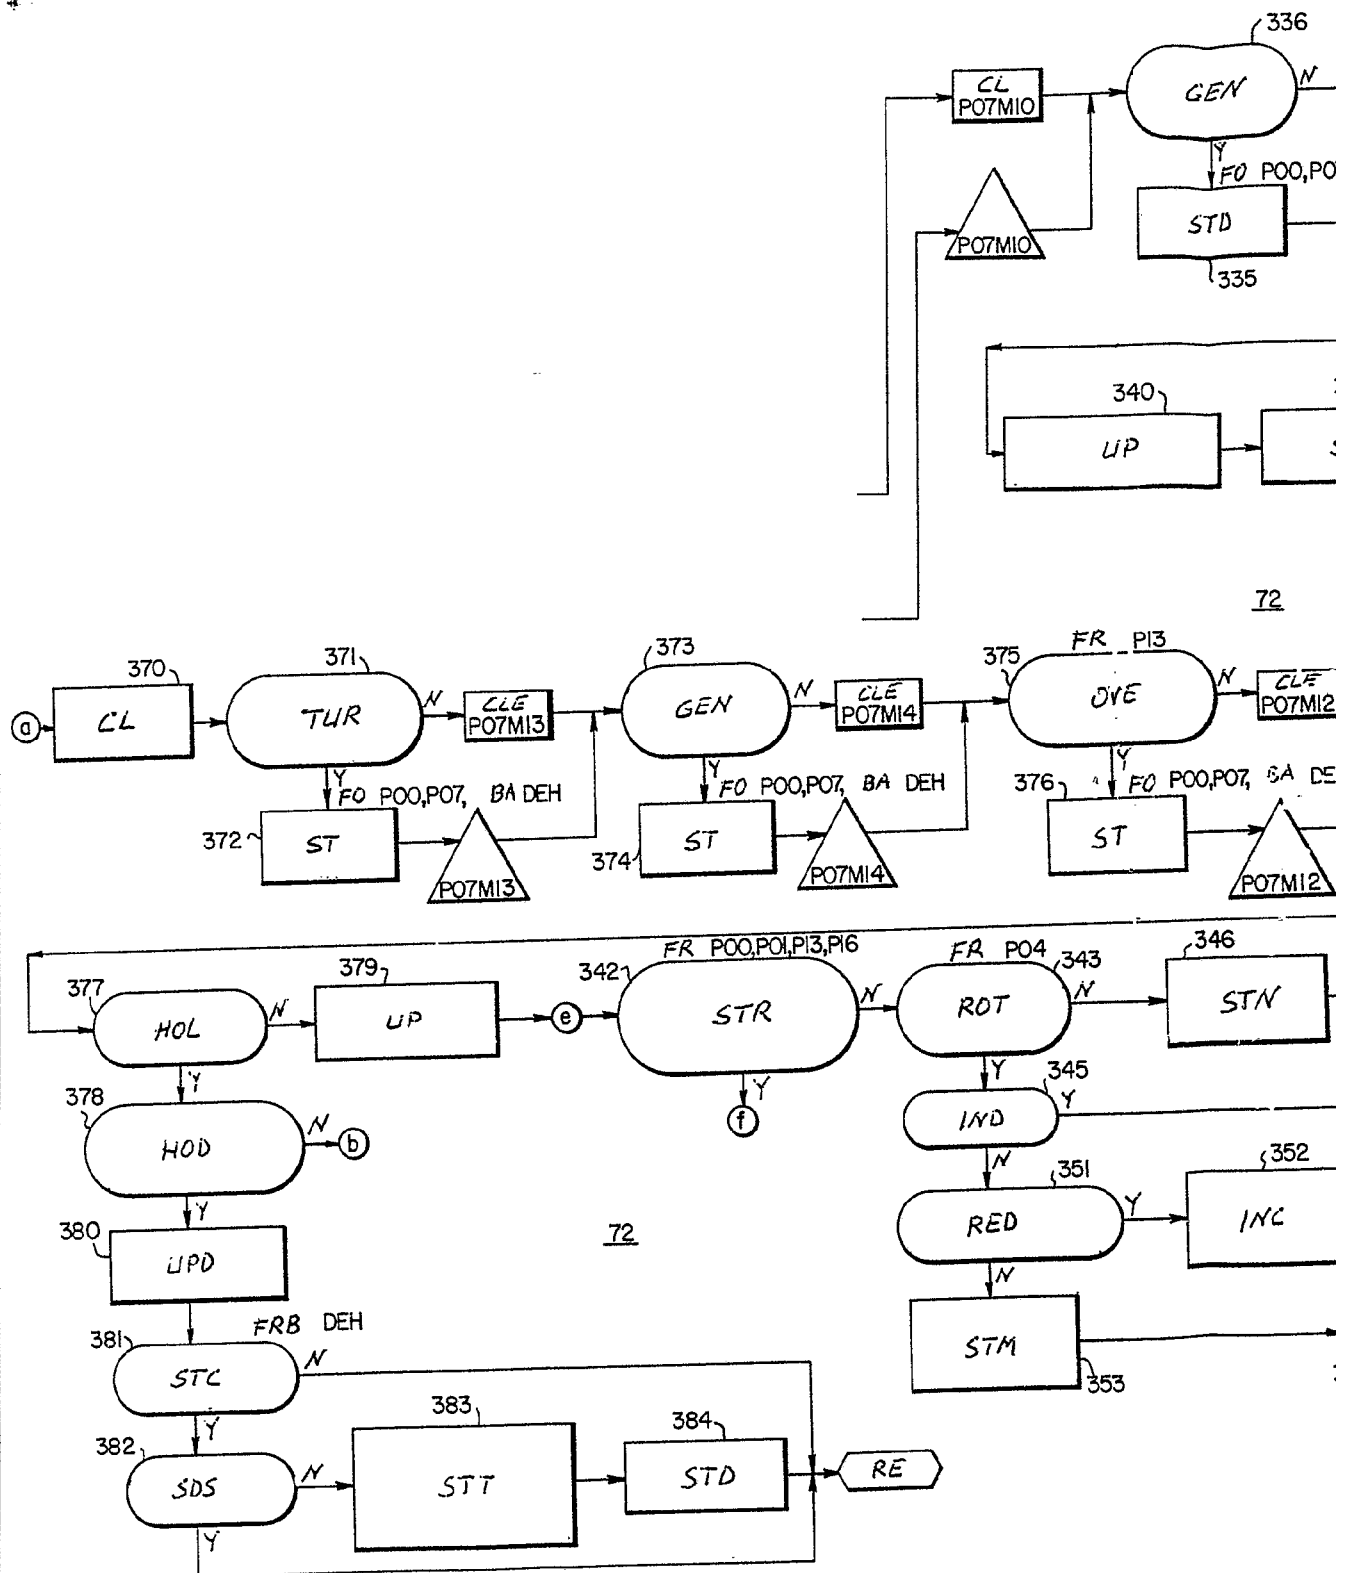 336
CL
P07M10
GEN
N
Y
FO P00,P0
P07M10
STD
335
340
UP
72
370
371
373
375
FR P13
a
CL
TUR
N
CLE
P07M13
GEN
N
CLE
P07M14
OVE
N
CLE
P07M12
Y
FO P00,P07, BA DEH
Y
FO P00,P07, BA DEH
Y
FO P00,P07, BA DE
372
ST
P07M13
374
ST
P07M14
376
ST
P07M12
377
HOL
N
379
UP
e
342
FR P00,P01,P13,P16
STR
N
FR P04
343
ROT
N
346
STN
Y
378
HOD
N
b
Y
f
Y
345
IND
Y
N
351
RED
Y
352
INC
Y
380
UPD
72
N
STM
353
FRB DEH
381
STC
N
Y
382
SDS
N
383
STT
384
STD
RE
Y